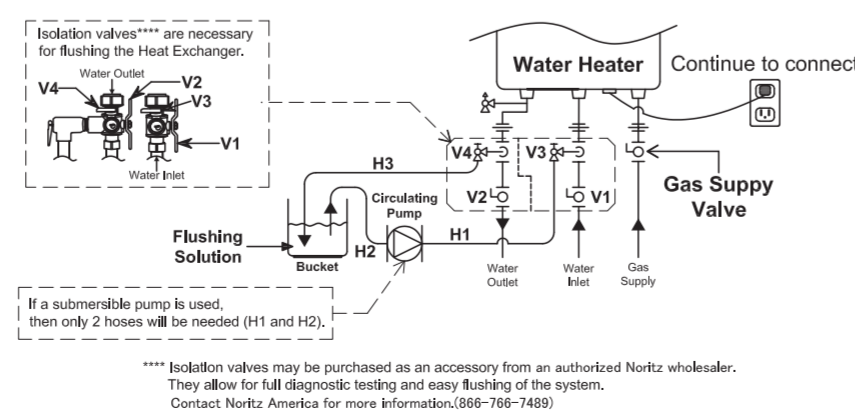 Isolation valves**** are necessary
for flushing the Heat Exchanger.
Water Outlet
V4
V2
V3
V1
Water Inlet
Water Heater
Continue to connect
V4
V3
V2
V1
Gas Suppy
Valve
H3
Circulating
Pump
H1
H2
Flushing
Solution
Bucket
Water
Outlet
Water
Inlet
Gas
Supply
If a submersible pump is used,
then only 2 hoses will be needed (H1 and H2).
**** Isolation valves may be purchased as an accessory from an authorized Noritz wholesaler.
They allow for full diagnostic testing and easy flushing of the system.
Contact Noritz America for more information.(866-766-7489)